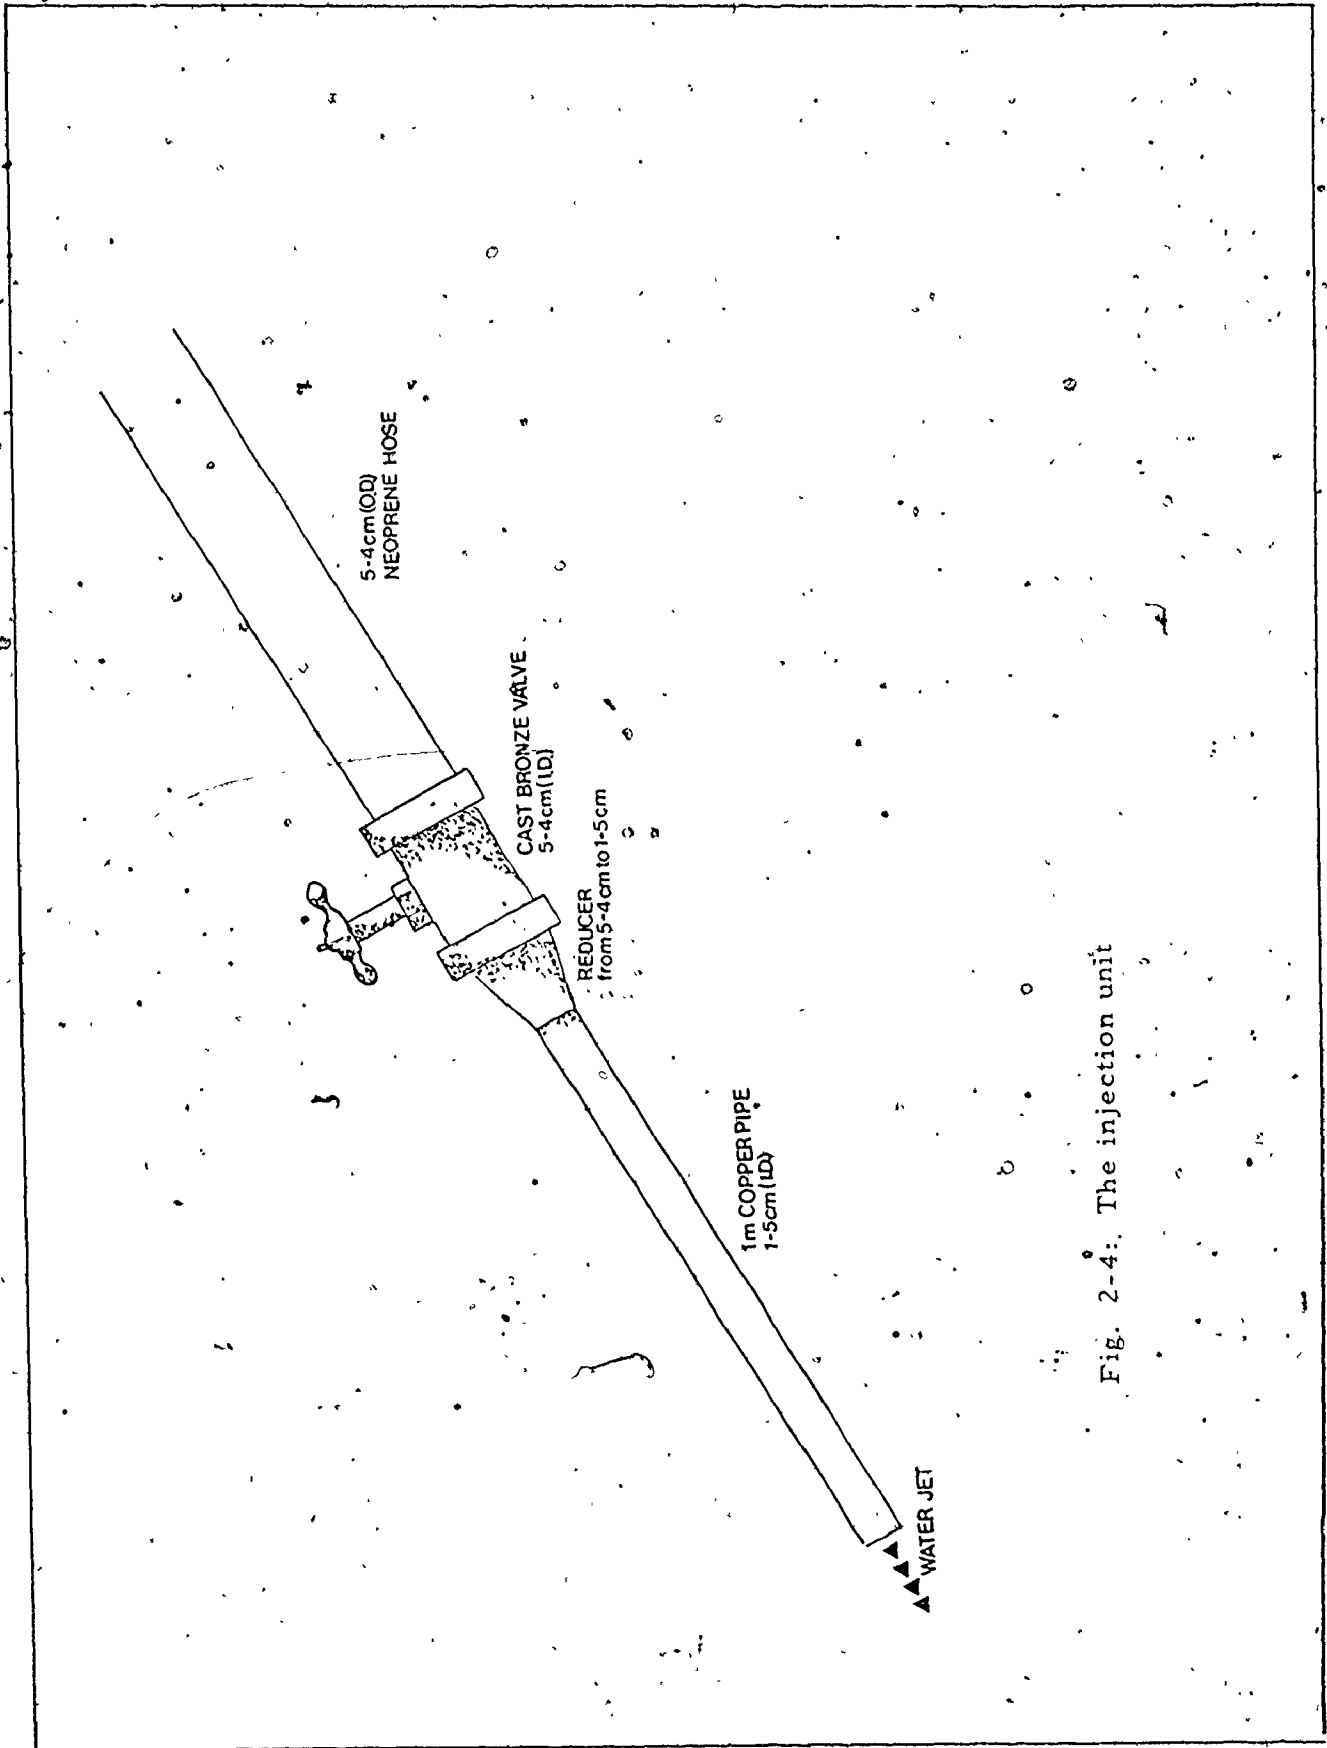 5-4cm(O.D)
NEOPRENE HOSE
CAST BRONZE VALVE
5-4cm(I.D.)
REDUCER
from 5-4cm to 1-5cm
1m COPPER PIPE
1-5cm(I.D)
WATER JET
Fig. 2-4: The injection unit